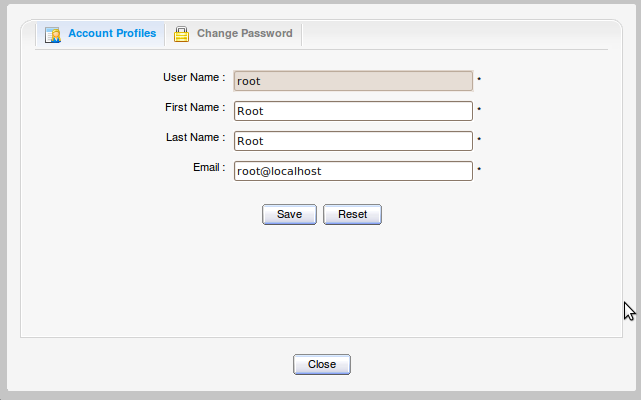 Account Profiles Change Password
User Name : root *
First Name : Root *
Last Name : Root *
Email : root@localhost *
Save Reset
Close